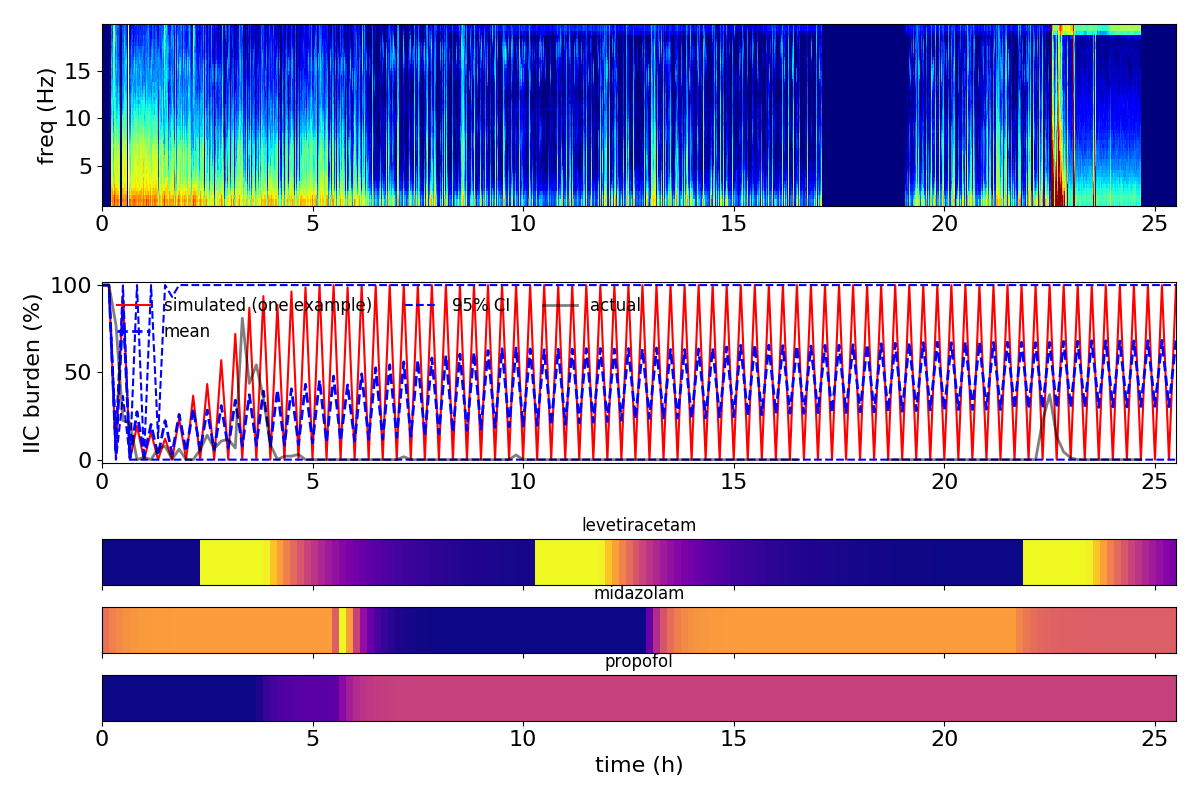 freq (Hz)
15
10
5
0 5 10 15 20 25
IIC burden (%)
100
50
0
simulated (one example) 95% CI actual
mean
0 5 10 15 20 25
levetiracetam
midazolam
propofol
0 5 10 15 20 25
time (h)